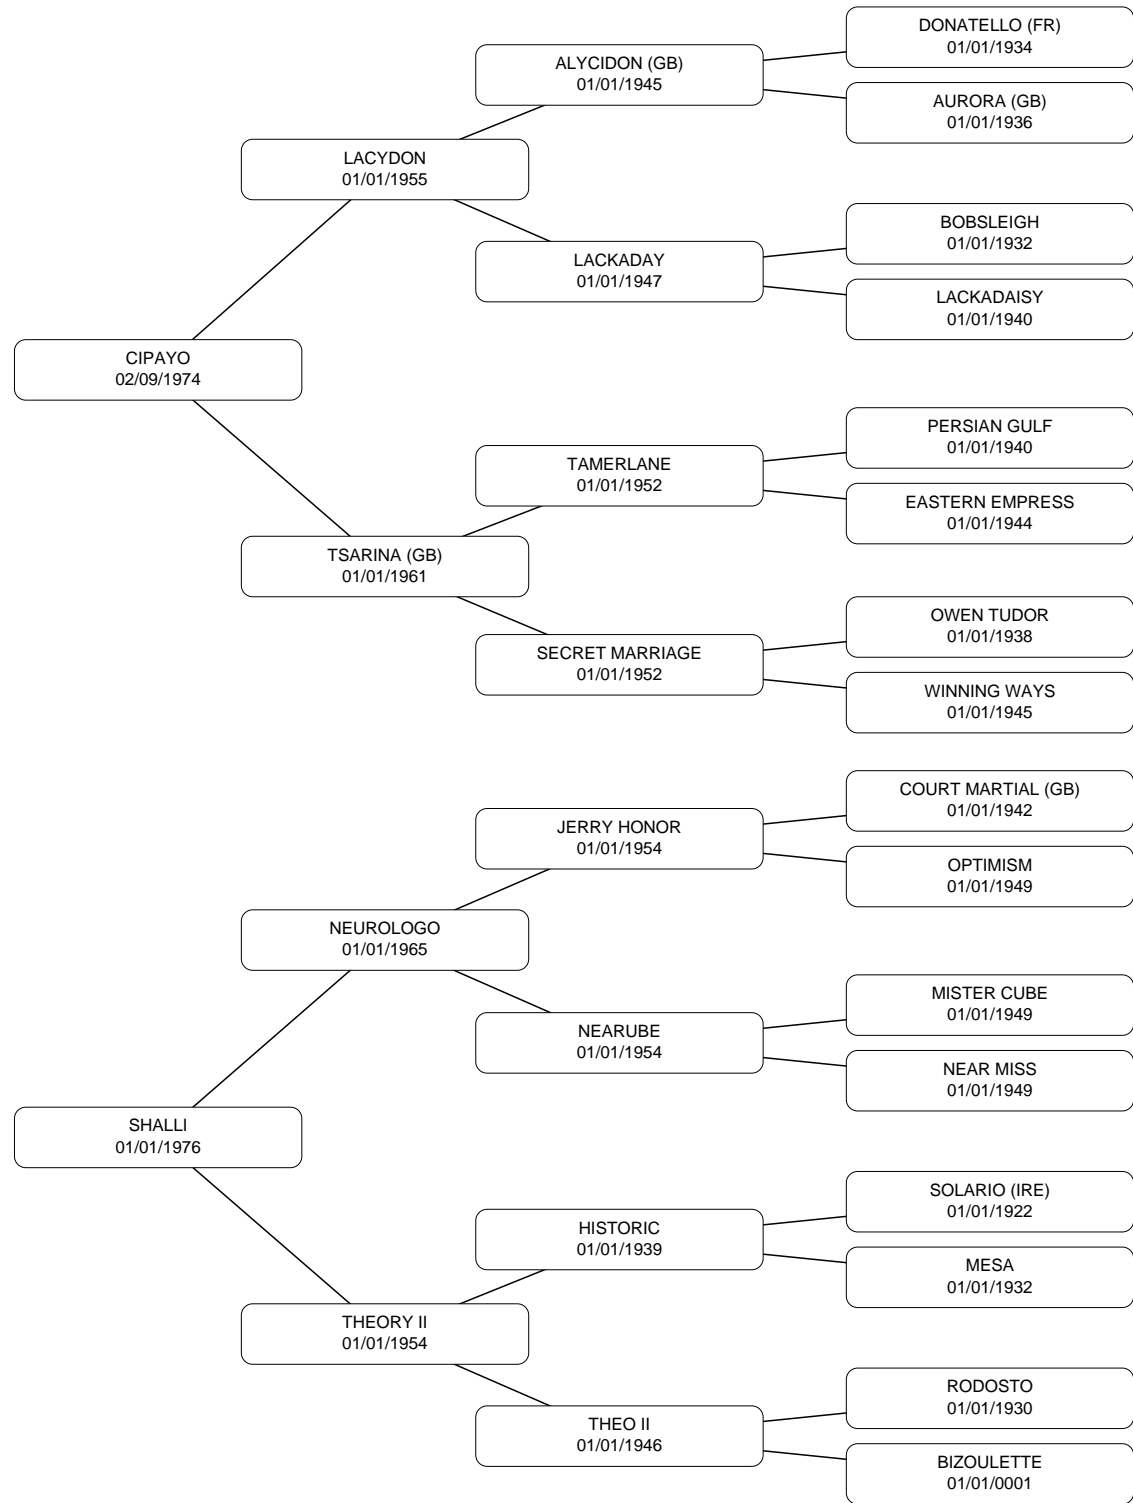 DONATELLO (FR)
01/01/1934
ALYCIDON (GB)
01/01/1945
AURORA (GB)
01/01/1936
LACYDON
01/01/1955
BOBSLEIGH
01/01/1932
LACKADAY
01/01/1947
LACKADAISY
01/01/1940
CIPAYO
02/09/1974
PERSIAN GULF
01/01/1940
TAMERLANE
01/01/1952
EASTERN EMPRESS
01/01/1944
TSARINA (GB)
01/01/1961
OWEN TUDOR
01/01/1938
SECRET MARRIAGE
01/01/1952
WINNING WAYS
01/01/1945
COURT MARTIAL (GB)
01/01/1942
JERRY HONOR
01/01/1954
OPTIMISM
01/01/1949
NEUROLOGO
01/01/1965
MISTER CUBE
01/01/1949
NEARUBE
01/01/1954
NEAR MISS
01/01/1949
SHALLI
01/01/1976
SOLARIO (IRE)
01/01/1922
HISTORIC
01/01/1939
MESA
01/01/1932
THEORY II
01/01/1954
RODOSTO
01/01/1930
THEO II
01/01/1946
BIZOULETTE
01/01/0001